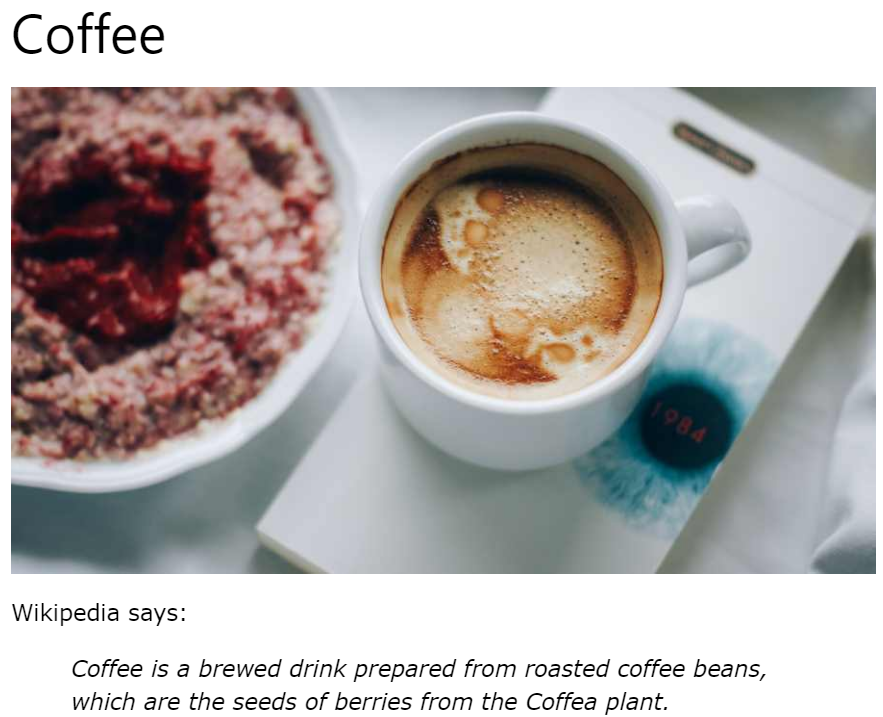 Coffee
1984
Wikipedia says:
Coffee is a brewed drink prepared from roasted coffee beans,
which are the seeds of berries from the Coffea plant.